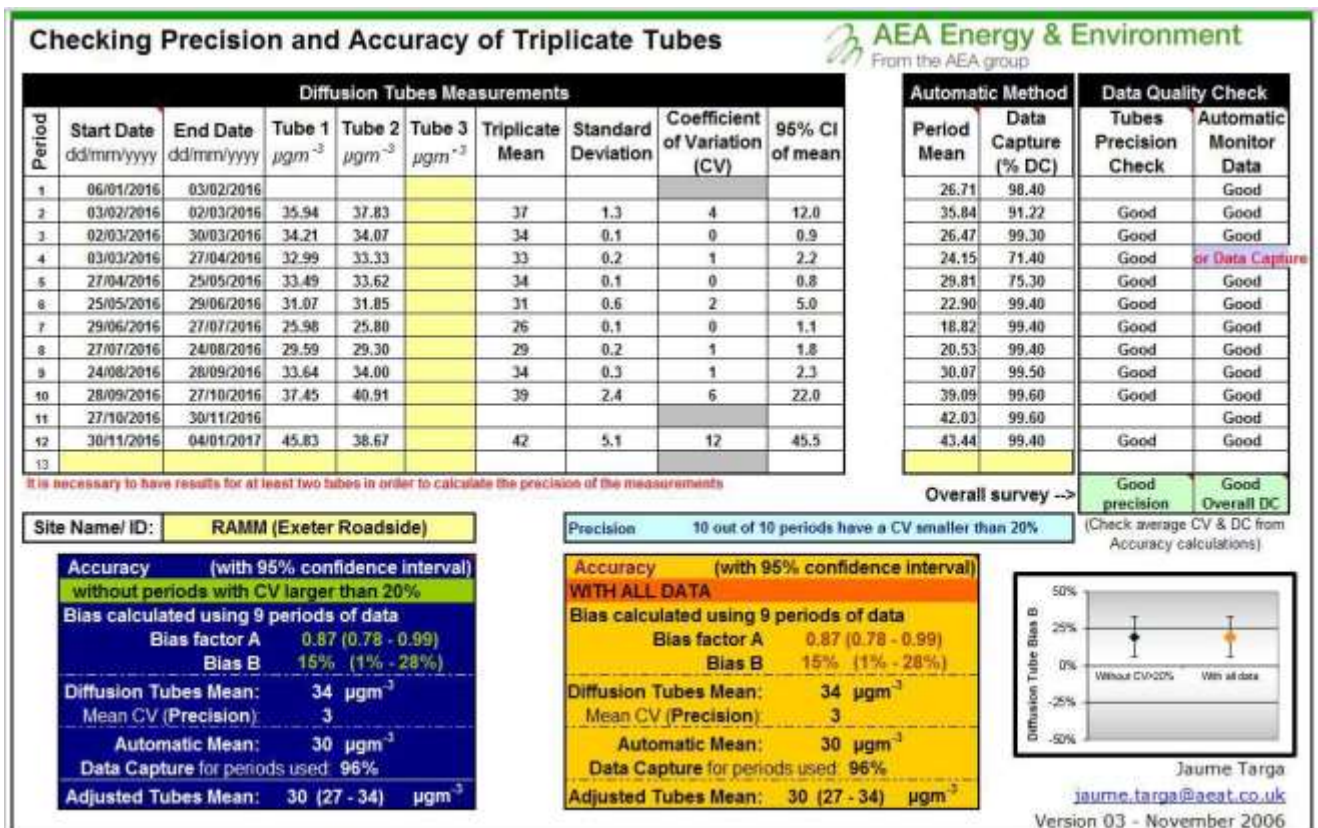 Checking Precision and Accuracy of Triplicate Tubes
AEA Energy & Environment
From the AEA group
Diffusion Tubes Measurements
Automatic Method
Data Quality Check
Period Start Date dd/mm/yyyy End Date dd/mm/yyyy Tube 1 µgm⁻³ Tube 2 µgm⁻³ Tube 3 µgm⁻³ Triplicate Mean Standard Deviation Coefficient of Variation (CV) 95% CI of mean Period Mean Data Capture (% DC) Tubes Precision Check Automatic Monitor Data
1 06/01/2016 03/02/2016 26.71 98.40 Good
2 03/02/2016 02/03/2016 35.94 37.83 37 1.3 4 12.0 35.84 91.22 Good Good
3 02/03/2016 30/03/2016 34.21 34.07 34 0.1 0 0.9 26.47 99.30 Good Good
4 03/03/2016 27/04/2016 32.99 33.33 33 0.2 1 2.2 24.15 71.40 Good or Data Capture
5 27/04/2016 25/05/2016 33.49 33.62 34 0.1 0 0.8 29.81 75.30 Good Good
6 25/05/2016 29/06/2016 31.07 31.85 31 0.6 2 5.0 22.90 99.40 Good Good
7 29/06/2016 27/07/2016 25.98 25.80 26 0.1 0 1.1 18.82 99.40 Good Good
8 27/07/2016 24/08/2016 29.59 29.30 29 0.2 1 1.8 20.53 99.40 Good Good
9 24/08/2016 28/09/2016 33.64 34.00 34 0.3 1 2.3 30.07 99.50 Good Good
10 28/09/2016 27/10/2016 37.45 40.91 39 2.4 6 22.0 39.09 99.60 Good Good
11 27/10/2016 30/11/2016 42.03 99.60 Good
12 30/11/2016 04/01/2017 45.83 38.67 42 5.1 12 45.5 43.44 99.40 Good Good
13
It is necessary to have results for at least two tubes in order to calculate the precision of the measurements
Overall survey --> Good precision Good Overall DC
Site Name/ ID: RAMM (Exeter Roadside)
Precision 10 out of 10 periods have a CV smaller than 20%
(Check average CV & DC from Accuracy calculations)
Accuracy (with 95% confidence interval)
without periods with CV larger than 20%
Bias calculated using 9 periods of data
Bias factor A 0.87 (0.78 - 0.99)
Bias B 15% (1% - 28%)
Diffusion Tubes Mean: 34 µgm⁻³
Mean CV (Precision): 3
Automatic Mean: 30 µgm⁻³
Data Capture for periods used: 96%
Adjusted Tubes Mean: 30 (27 - 34) µgm⁻³
Accuracy (with 95% confidence interval)
WITH ALL DATA
Bias calculated using 9 periods of data
Bias factor A 0.87 (0.78 - 0.99)
Bias B 15% (1% - 28%)
Diffusion Tubes Mean: 34 µgm⁻³
Mean CV (Precision): 3
Automatic Mean: 30 µgm⁻³
Data Capture for periods used: 96%
Adjusted Tubes Mean: 30 (27 - 34) µgm⁻³
Diffusion Tube Bias B
50%
25%
0%
-25%
-50%
Without CV>20% With all data
Jaume Targa
jaume.targa@aeat.co.uk
Version 03 - November 2006